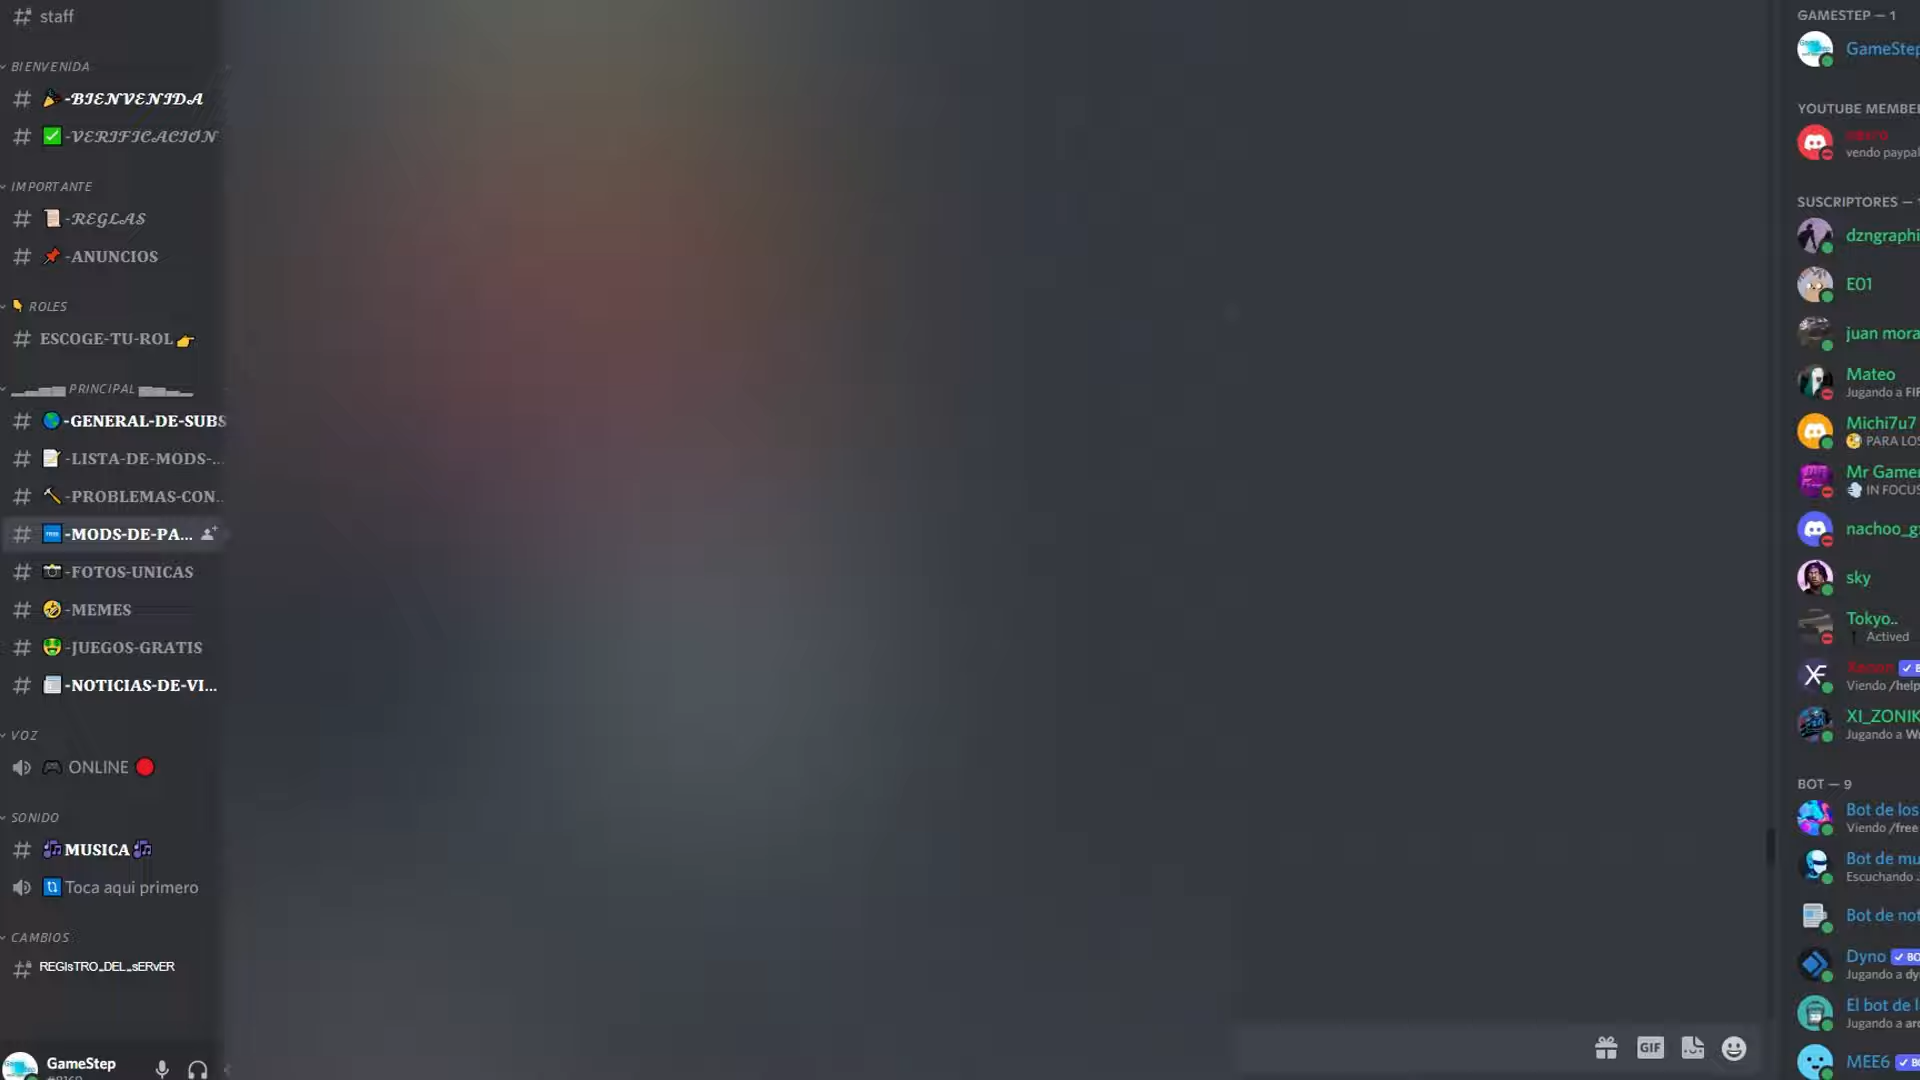 staff
BIENVENIDA
-BIENVENIDA
-VERIFICACIÓN
IMPORTANTE
-REGLAS
-ANUNCIOS
ROLES
ESCOGE-TU-ROL
PRINCIPAL
-GENERAL-DE-SUBS
-LISTA-DE-MODS-...
-PROBLEMAS-CON...
-MODS-DE-PA...
-FOTOS-UNICAS
-MEMES
-JUEGOS-GRATIS
-NOTICIAS-DE-VI...
VOZ
ONLINE
SONIDO
MUSICA
Toca aqui primero
CAMBIOS
REGIsTRO_DEL_sERvER
GameStep
GIF
GAMESTEP — 1
GameStep
YOUTUBE MEMBER
vendo paypal
SUSCRIPTORES —
dzngraphi
E01
juan mora
Mateo
Jugando a FIF
Michi7u7
PARA LOS
Mr Gamer
IN FOCUS
nachoo_g
sky
Tokyo..
Actived
Viendo /help
XI_ZONIK
Jugando a W
BOT — 9
Bot de los
Viendo /free
Bot de mu
Escuchando
Bot de not
Dyno ✓ BO
Jugando a dy
El bot de l
Jugando a
MEE6 ✓ B